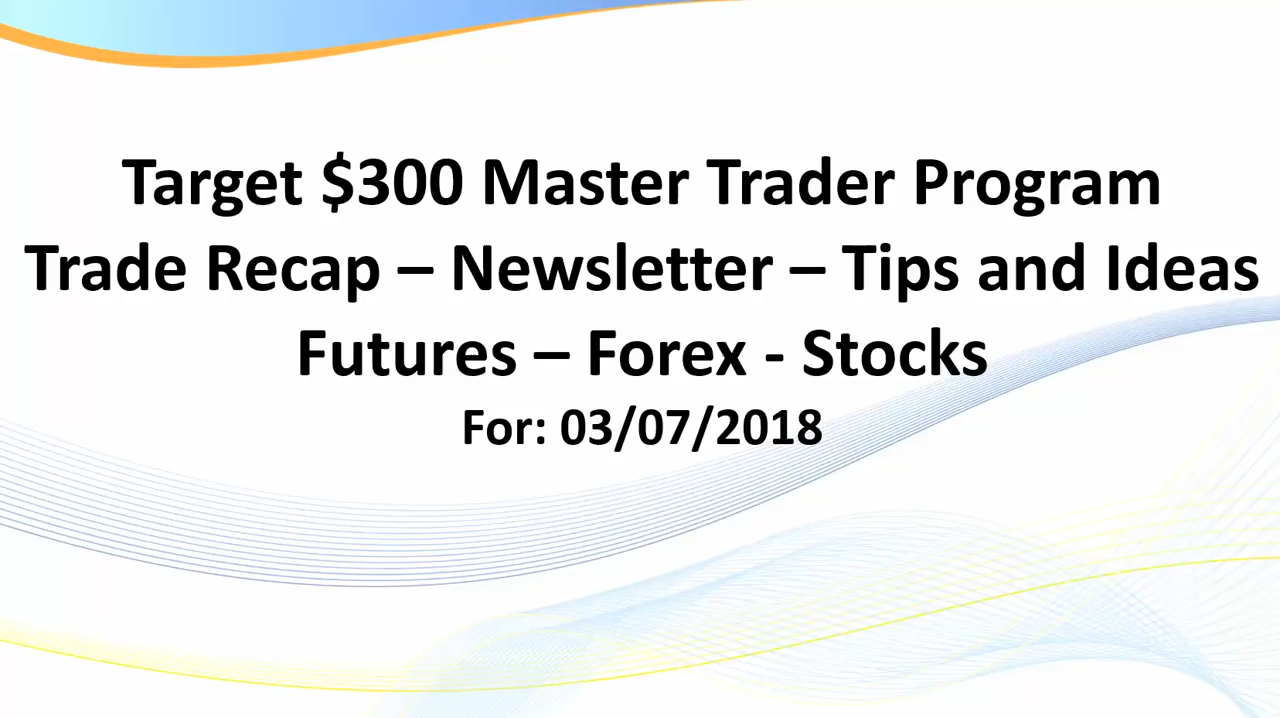 Target $300 Master Trader Program
Trade Recap – Newsletter – Tips and Ideas
Futures – Forex - Stocks
For: 03/07/2018